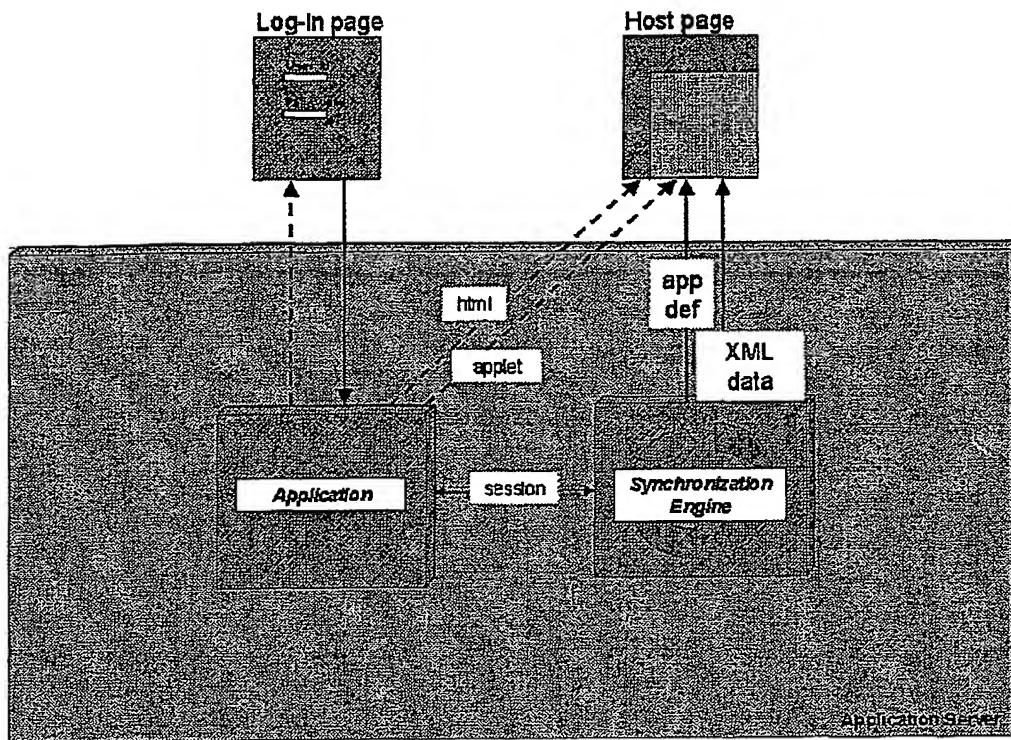 Log-in page
Host page
html
app
def
applet
XML
data
Application
session
Synchronization
Engine
Application Server